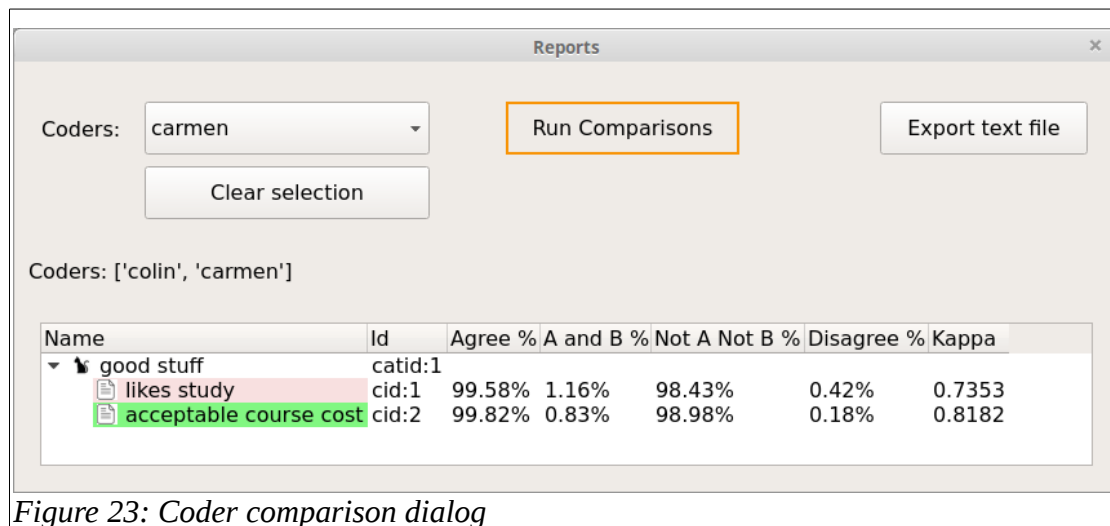 Reports ×
Coders: carmen Run Comparisons Export text file
Clear selection
Coders: ['colin', 'carmen']
Name Id Agree % A and B % Not A Not B % Disagree % Kappa
good stuff catid:1
likes study cid:1 99.58% 1.16% 98.43% 0.42% 0.7353
acceptable course cost cid:2 99.82% 0.83% 98.98% 0.18% 0.8182
Figure 23: Coder comparison dialog